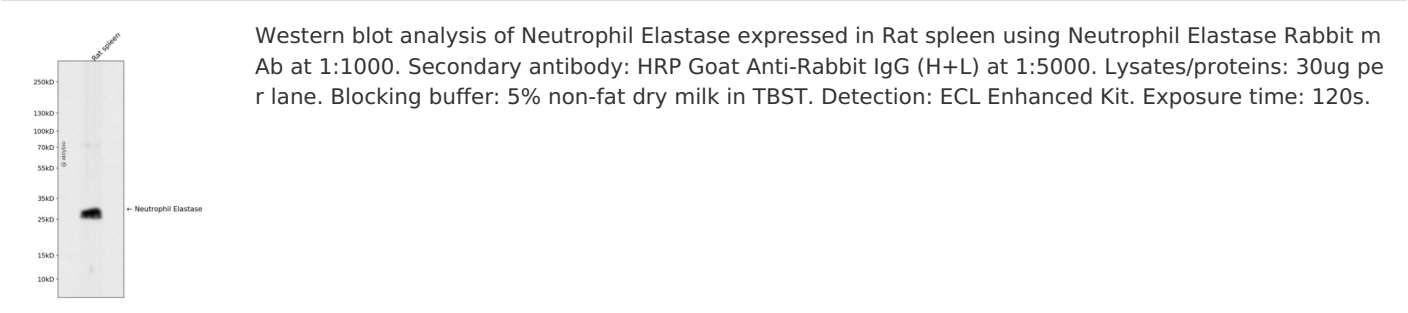 Rat spleen
250kD
130kD
100kD
70kD
55kD
35kD
25kD
15kD
10kD
@ ablybio
← Neutrophil Elastase
Western blot analysis of Neutrophil Elastase expressed in Rat spleen using Neutrophil Elastase Rabbit m
Ab at 1:1000. Secondary antibody: HRP Goat Anti-Rabbit IgG (H+L) at 1:5000. Lysates/proteins: 30ug pe
r lane. Blocking buffer: 5% non-fat dry milk in TBST. Detection: ECL Enhanced Kit. Exposure time: 120s.